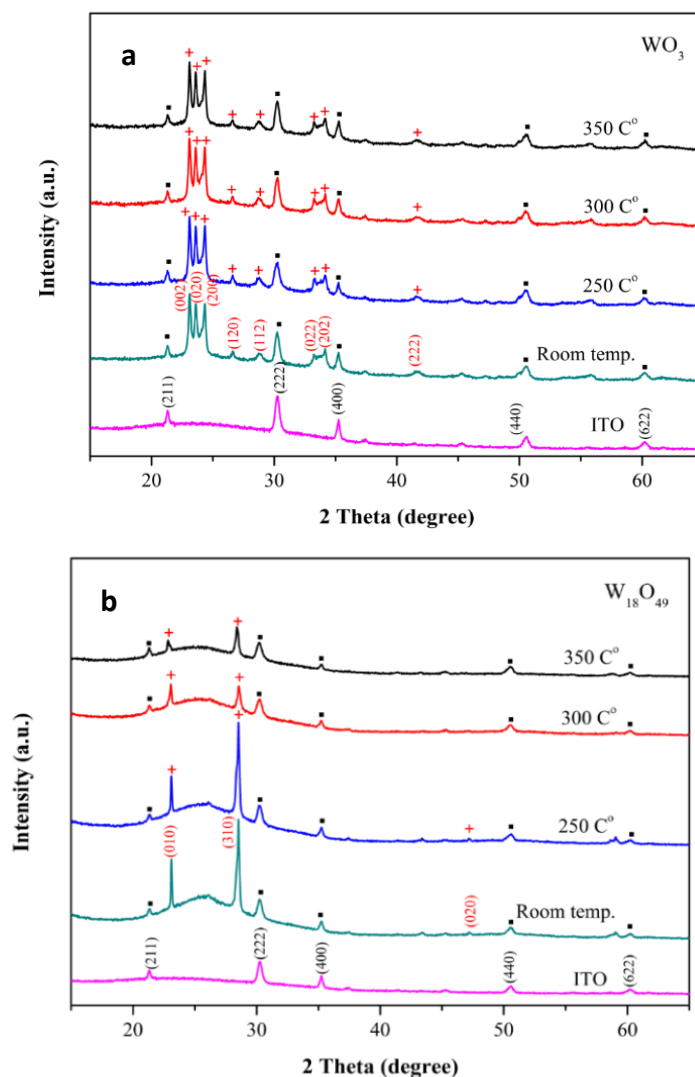 a
WO3
350 C°
300 C°
250 C°
(002)
(020)
(200)
(120)
(112)
(022)
(202)
(222)
Room temp.
(211)
(222)
(400)
(440)
(622)
ITO
Intensity (a.u.)
20
30
40
50
60
2 Theta (degree)
b
W18O49
350 C°
300 C°
250 C°
(010)
(310)
(020)
Room temp.
(211)
(222)
(400)
(440)
(622)
ITO
Intensity (a.u.)
20
30
40
50
60
2 Theta (degree)